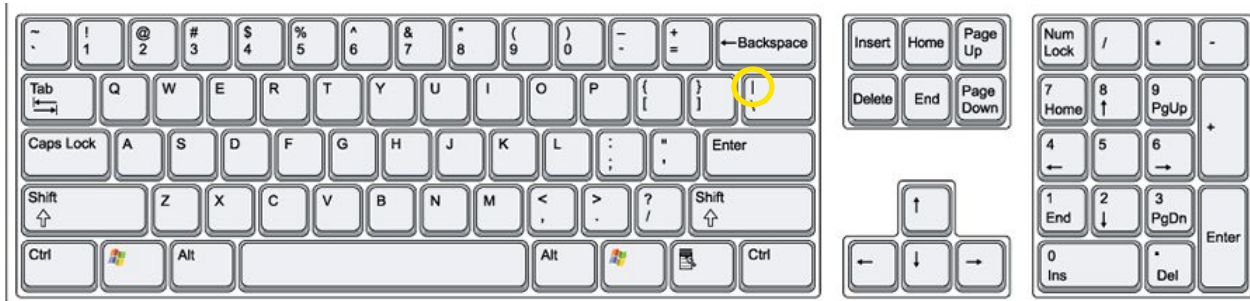 ~ ! @ # $ % ^ & * ( ) – +
` 1 2 3 4 5 6 7 8 9 0 - = ←Backspace
Tab Q W E R T Y U I O P { } |
[ ] \
Caps Lock A S D F G H J K L : " Enter
; '
Shift Z X C V B N M < > ? Shift
, . /
Ctrl Alt Alt Ctrl
Insert Home Page Up
Delete End Page Down
↑
← ↓ →
Num Lock / * -
7 Home 8 ↑ 9 PgUp +
4 ← 5 6 →
1 End 2 ↓ 3 PgDn Enter
0 Ins . Del